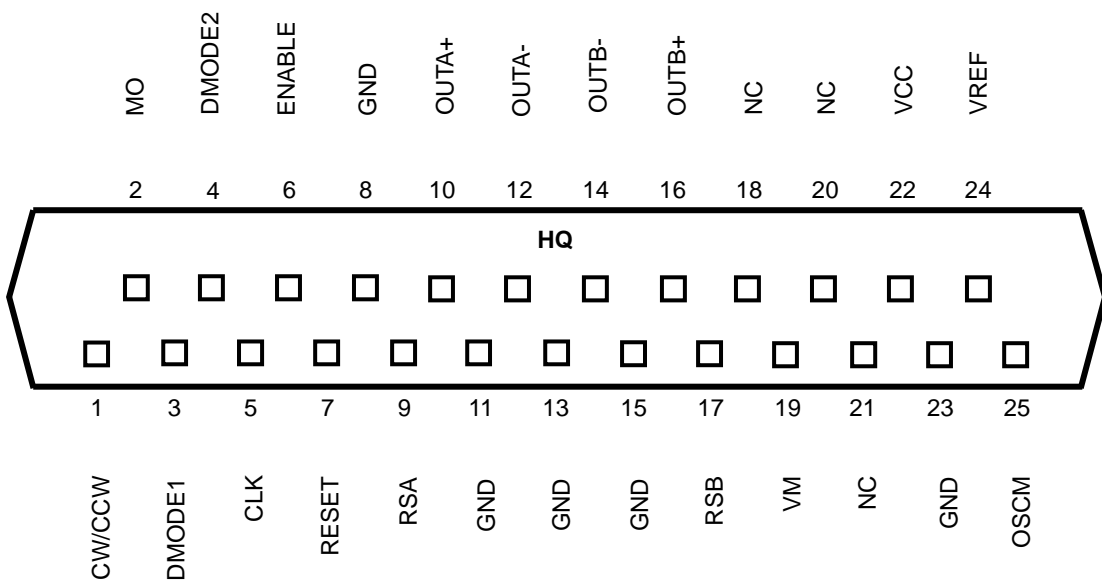 MO DMODE2 ENABLE GND OUTA+ OUTA- OUTB- OUTB+ NC NC VCC VREF
2 4 6 8 10 12 14 16 18 20 22 24
HQ
1 3 5 7 9 11 13 15 17 19 21 23 25
CW/CCW DMODE1 CLK RESET RSA GND GND GND RSB VM NC GND OSCM